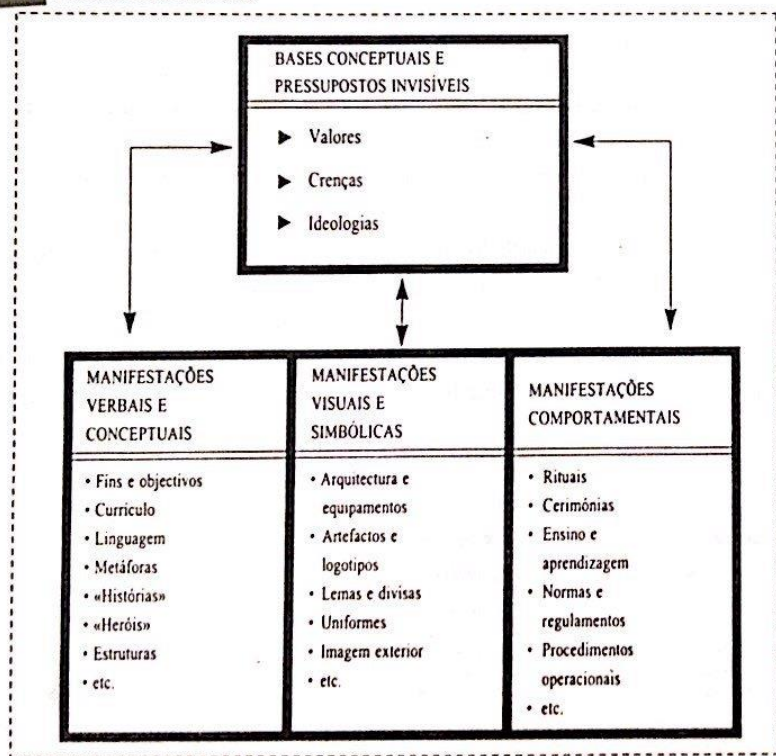 BASES CONCEPTUAIS E
PRESSUPOSTOS INVISÍVEIS
Valores
Crenças
Ideologias
MANIFESTAÇÕES
VERBAIS E
CONCEPTUAIS
• Fins e objectivos
• Currículo
• Linguagem
• Metáforas
• «Histórias»
• «Heróis»
• Estruturas
• etc.
MANIFESTAÇÕES
VISUAIS E
SIMBÓLICAS
• Arquitectura e
equipamentos
• Artefactos e
logotipos
• Lemas e divisas
• Uniformes
• Imagem exterior
• etc.
MANIFESTAÇÕES
COMPORTAMENTAIS
• Rituais
• Cerimónias
• Ensino e
aprendizagem
• Normas e
regulamentos
• Procedimentos
operacionais
• etc.